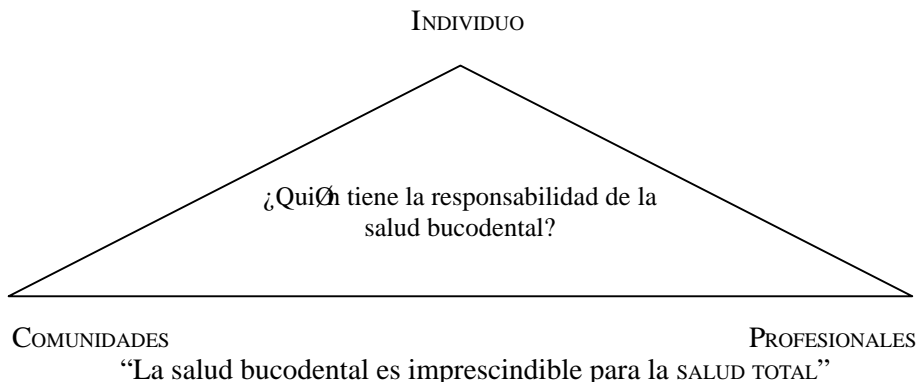 INDIVIDUO
¿QuiØn tiene la responsabilidad de la
salud bucodental?
COMUNIDADES PROFESIONALES
“La salud bucodental es imprescindible para la SALUD TOTAL”